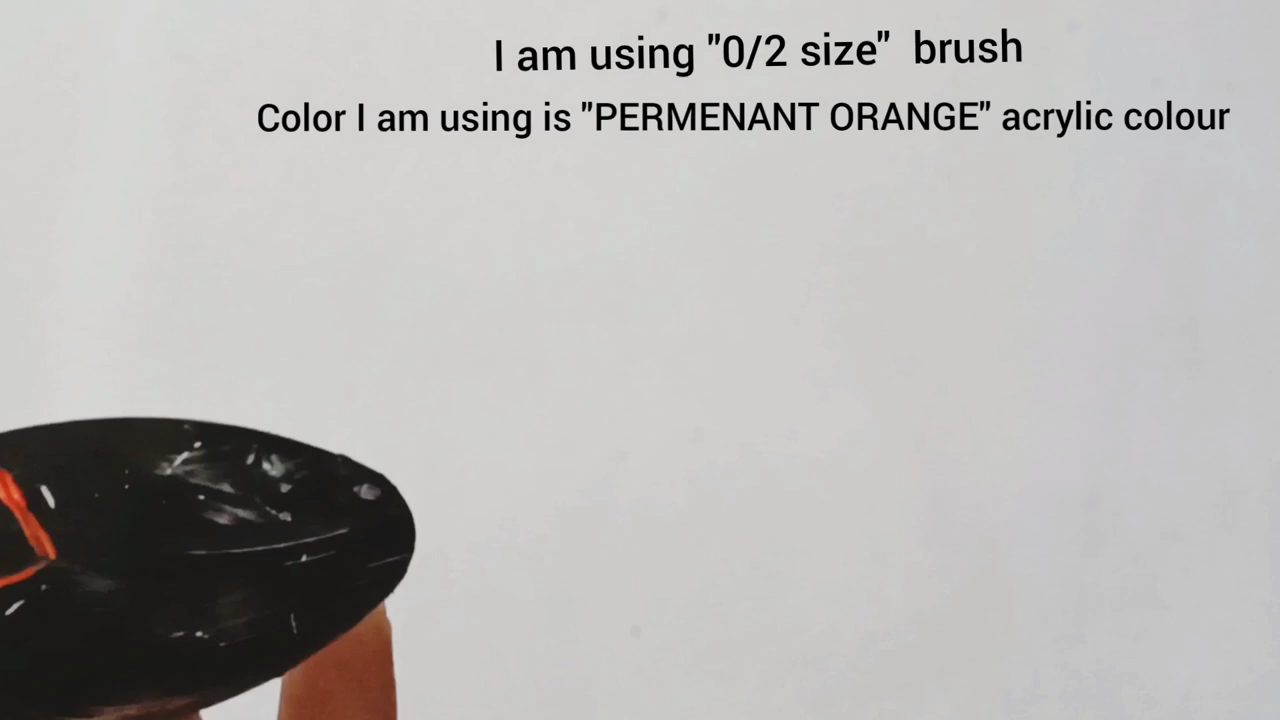 I am using "0/2 size" brush
Color I am using is "PERMENANT ORANGE" acrylic colour